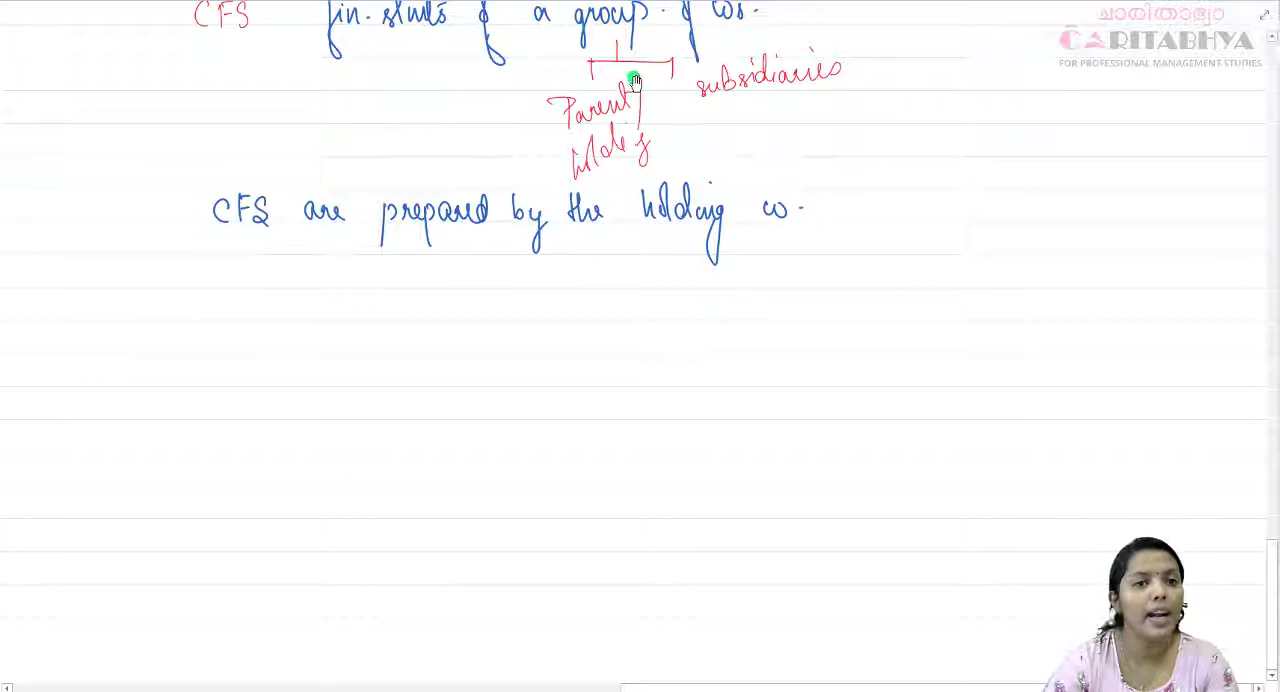 CFS fin. stmts of a group of cos.
Parent/ subsidiaries
holding
CFS are prepared by the holding co.
ചാരിതാഭ്യാ
CARITABHYA
FOR PROFESSIONAL MANAGEMENT STUDIES